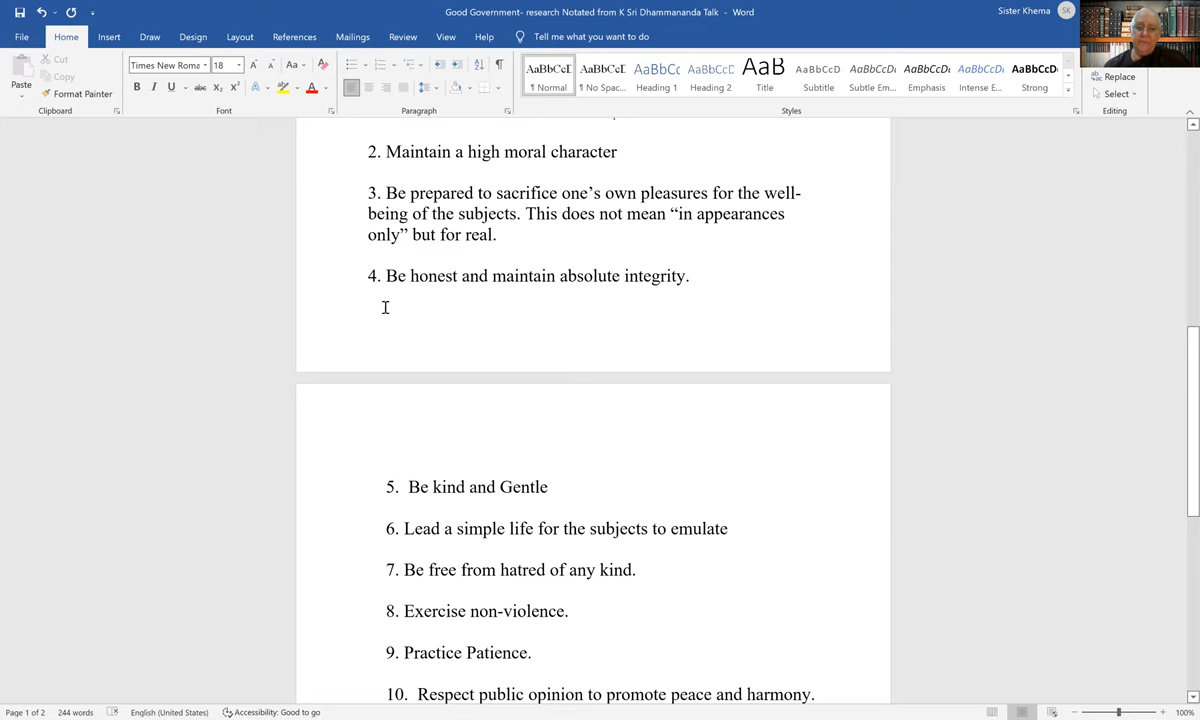 Good Government- research Notated from K Sri Dhammananda Talk - Word
Sister Khema SK
File Home Insert Draw Design Layout References Mailings Review View Help Tell me what you want to do
Paste
Cut
Copy
Format Painter
Clipboard
Times New Roma 18
Aa
B I U abc X₂ X² A A
Font
Paragraph
AaBbCcI AaBbCcI AaBbCc AaBbCcD AaB AaBbCcD AaBbCcDi AaBbCcDi AaBbCcDi AaBbCcDi
¶ Normal ¶ No Spac... Heading 1 Heading 2 Title Subtitle Subtle Em... Emphasis Intense E... Strong
Styles
Replace
Select
Editing
2. Maintain a high moral character
3. Be prepared to sacrifice one’s own pleasures for the well-
being of the subjects. This does not mean “in appearances
only” but for real.
4. Be honest and maintain absolute integrity.
5. Be kind and Gentle
6. Lead a simple life for the subjects to emulate
7. Be free from hatred of any kind.
8. Exercise non-violence.
9. Practice Patience.
10. Respect public opinion to promote peace and harmony.
Page 1 of 2 244 words English (United States) Accessibility: Good to go 100%